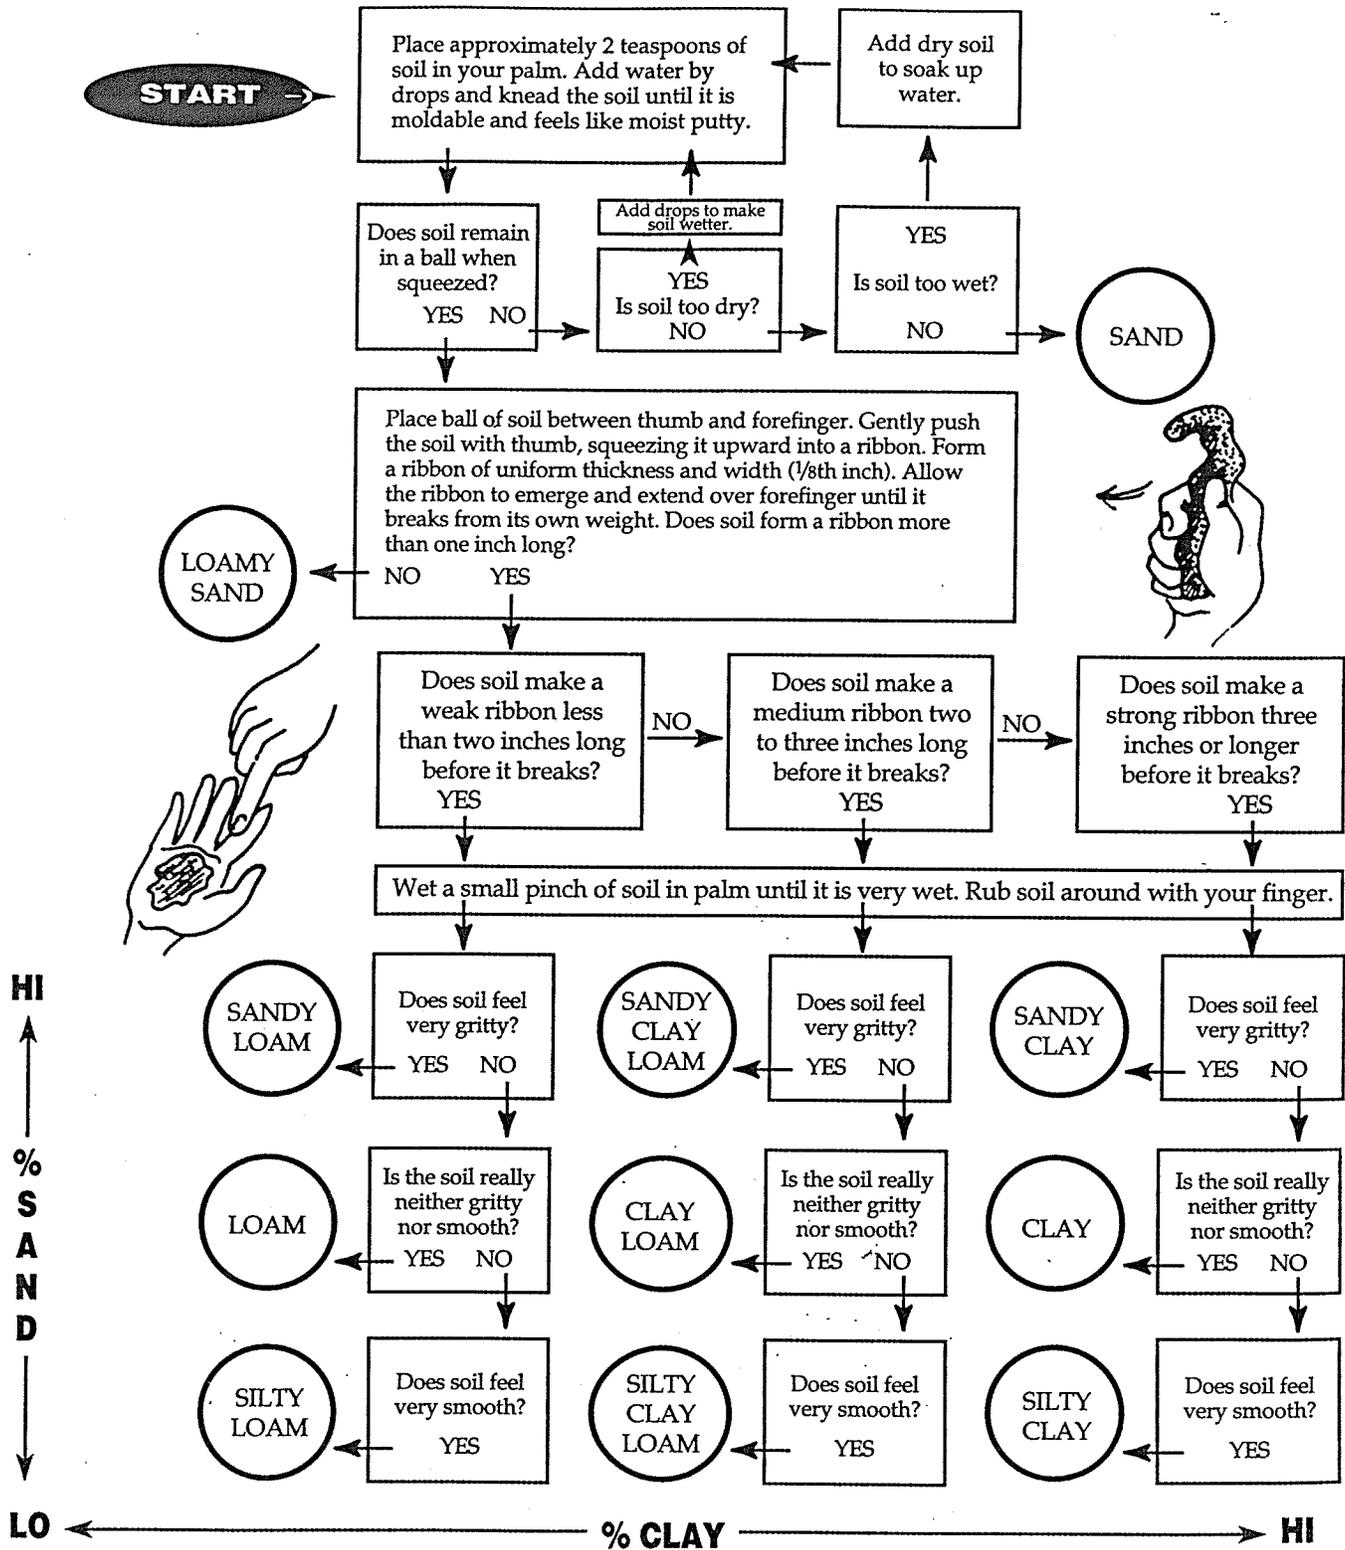 START
Place approximately 2 teaspoons of
soil in your palm. Add water by
drops and knead the soil until it is
moldable and feels like moist putty.
Add dry soil
to soak up
water.
Does soil remain
in a ball when
squeezed?
YES NO
Add drops to make
soil wetter.
YES
Is soil too dry?
NO
YES
Is soil too wet?
NO
SAND
Place ball of soil between thumb and forefinger. Gently push
the soil with thumb, squeezing it upward into a ribbon. Form
a ribbon of uniform thickness and width (1/8th inch). Allow
the ribbon to emerge and extend over forefinger until it
breaks from its own weight. Does soil form a ribbon more
than one inch long?
NO YES
LOAMY
SAND
Does soil make a
weak ribbon less
than two inches long
before it breaks?
YES
NO
Does soil make a
medium ribbon two
to three inches long
before it breaks?
YES
NO
Does soil make a
strong ribbon three
inches or longer
before it breaks?
YES
Wet a small pinch of soil in palm until it is very wet. Rub soil around with your finger.
SANDY
LOAM
Does soil feel
very gritty?
YES NO
SANDY
CLAY
LOAM
Does soil feel
very gritty?
YES NO
SANDY
CLAY
Does soil feel
very gritty?
YES NO
LOAM
Is the soil really
neither gritty
nor smooth?
YES NO
CLAY
LOAM
Is the soil really
neither gritty
nor smooth?
YES NO
CLAY
Is the soil really
neither gritty
nor smooth?
YES NO
SILTY
LOAM
Does soil feel
very smooth?
YES
SILTY
CLAY
LOAM
Does soil feel
very smooth?
YES
SILTY
CLAY
Does soil feel
very smooth?
YES
HI
%
S
A
N
D
LO
% CLAY
HI